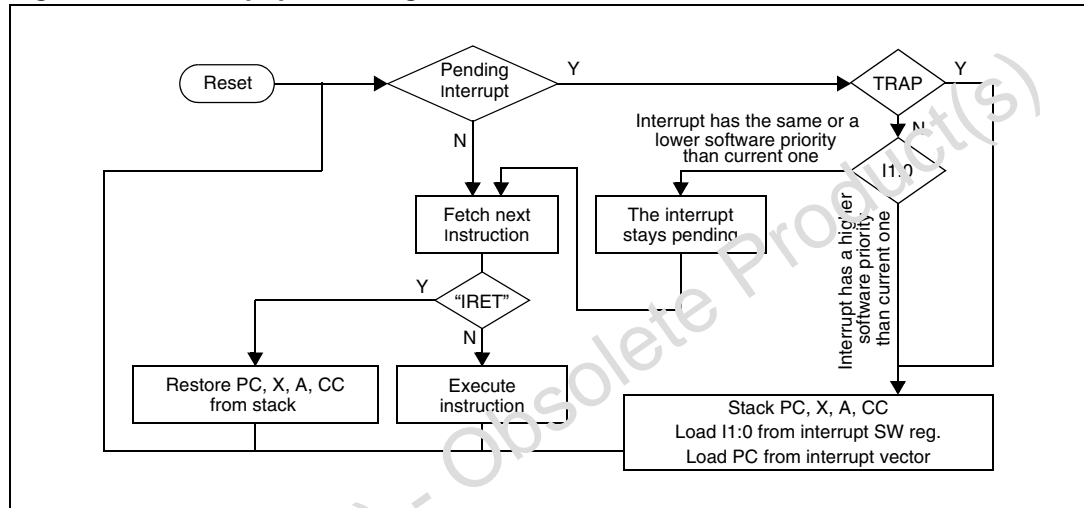 Reset
Pending
Interrupt
Y
N
TRAP
Y
N
Interrupt has the same or a
lower software priority
than current one
I1:0
Fetch next
Instruction
The interrupt
stays pending
Interrupt has a higher
software priority
than current one
Y
“IRET”
N
Restore PC, X, A, CC
from stack
Execute
instruction
Stack PC, X, A, CC
Load I1:0 from interrupt SW reg.
Load PC from interrupt vector
) - Obsolete Product(s)